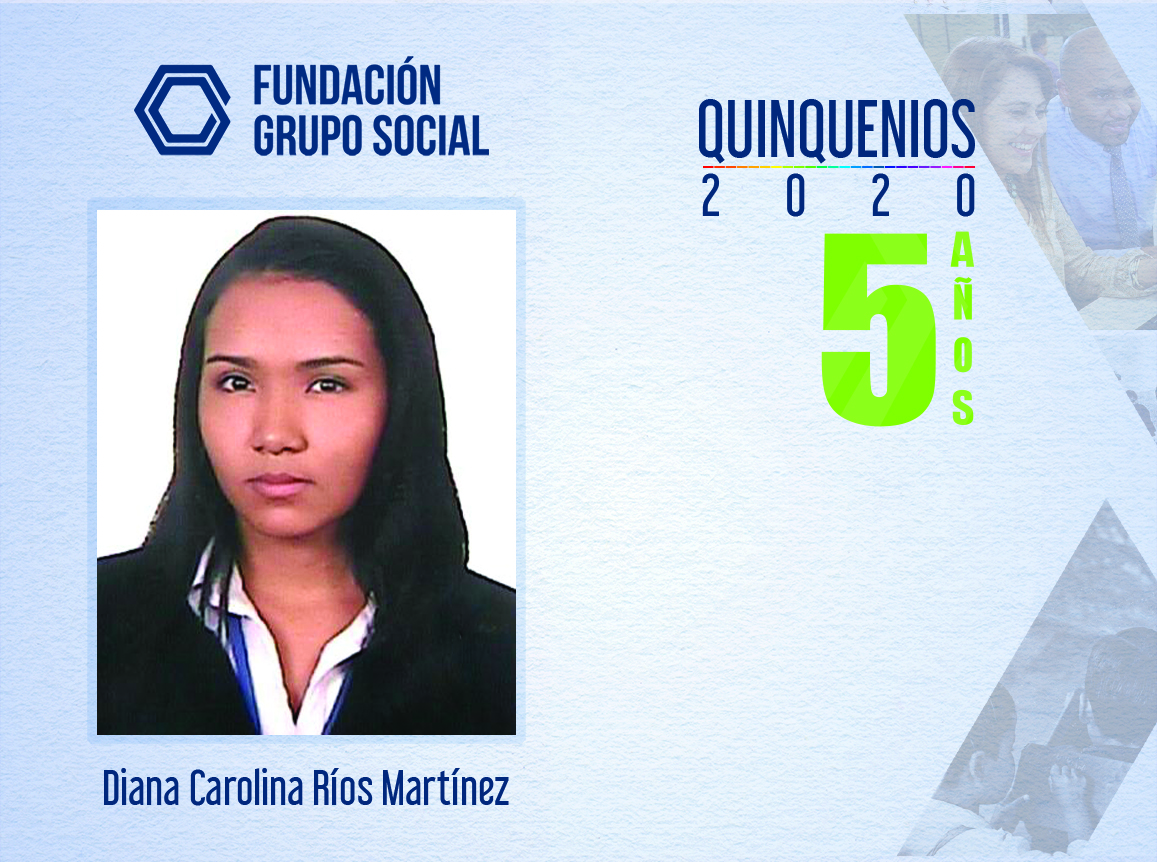 FUNDACIÓN
GRUPO SOCIAL
QUINQUENIOS
2020
5 AÑOS
Diana Carolina Ríos Martínez